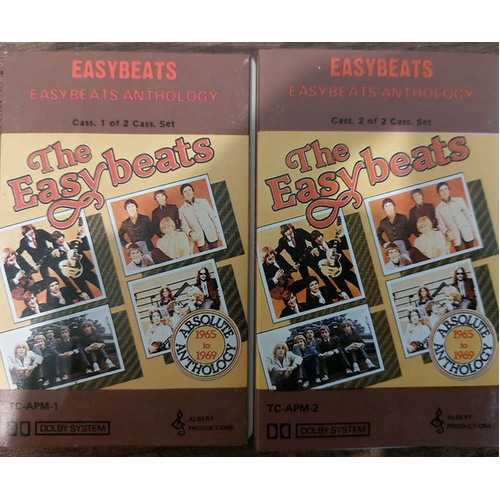 EASYBEATS
EASYBEATS ANTHOLOGY
Cass. 1 of 2 Cass. Set
The
Easybeats
ABSOLUTE
1965
to
1969
ANTHOLOGY
TC-APM-1
DOLBY SYSTEM
ALBERT
PRODUCTIONS
EASYBEATS
EASYBEATS ANTHOLOGY
Cass. 2 of 2 Cass. Set
The
Easybeats
ABSOLUTE
1965
to
1969
ANTHOLOGY
TC-APM-2
DOLBY SYSTEM
ALBERT
PRODUCTIONS